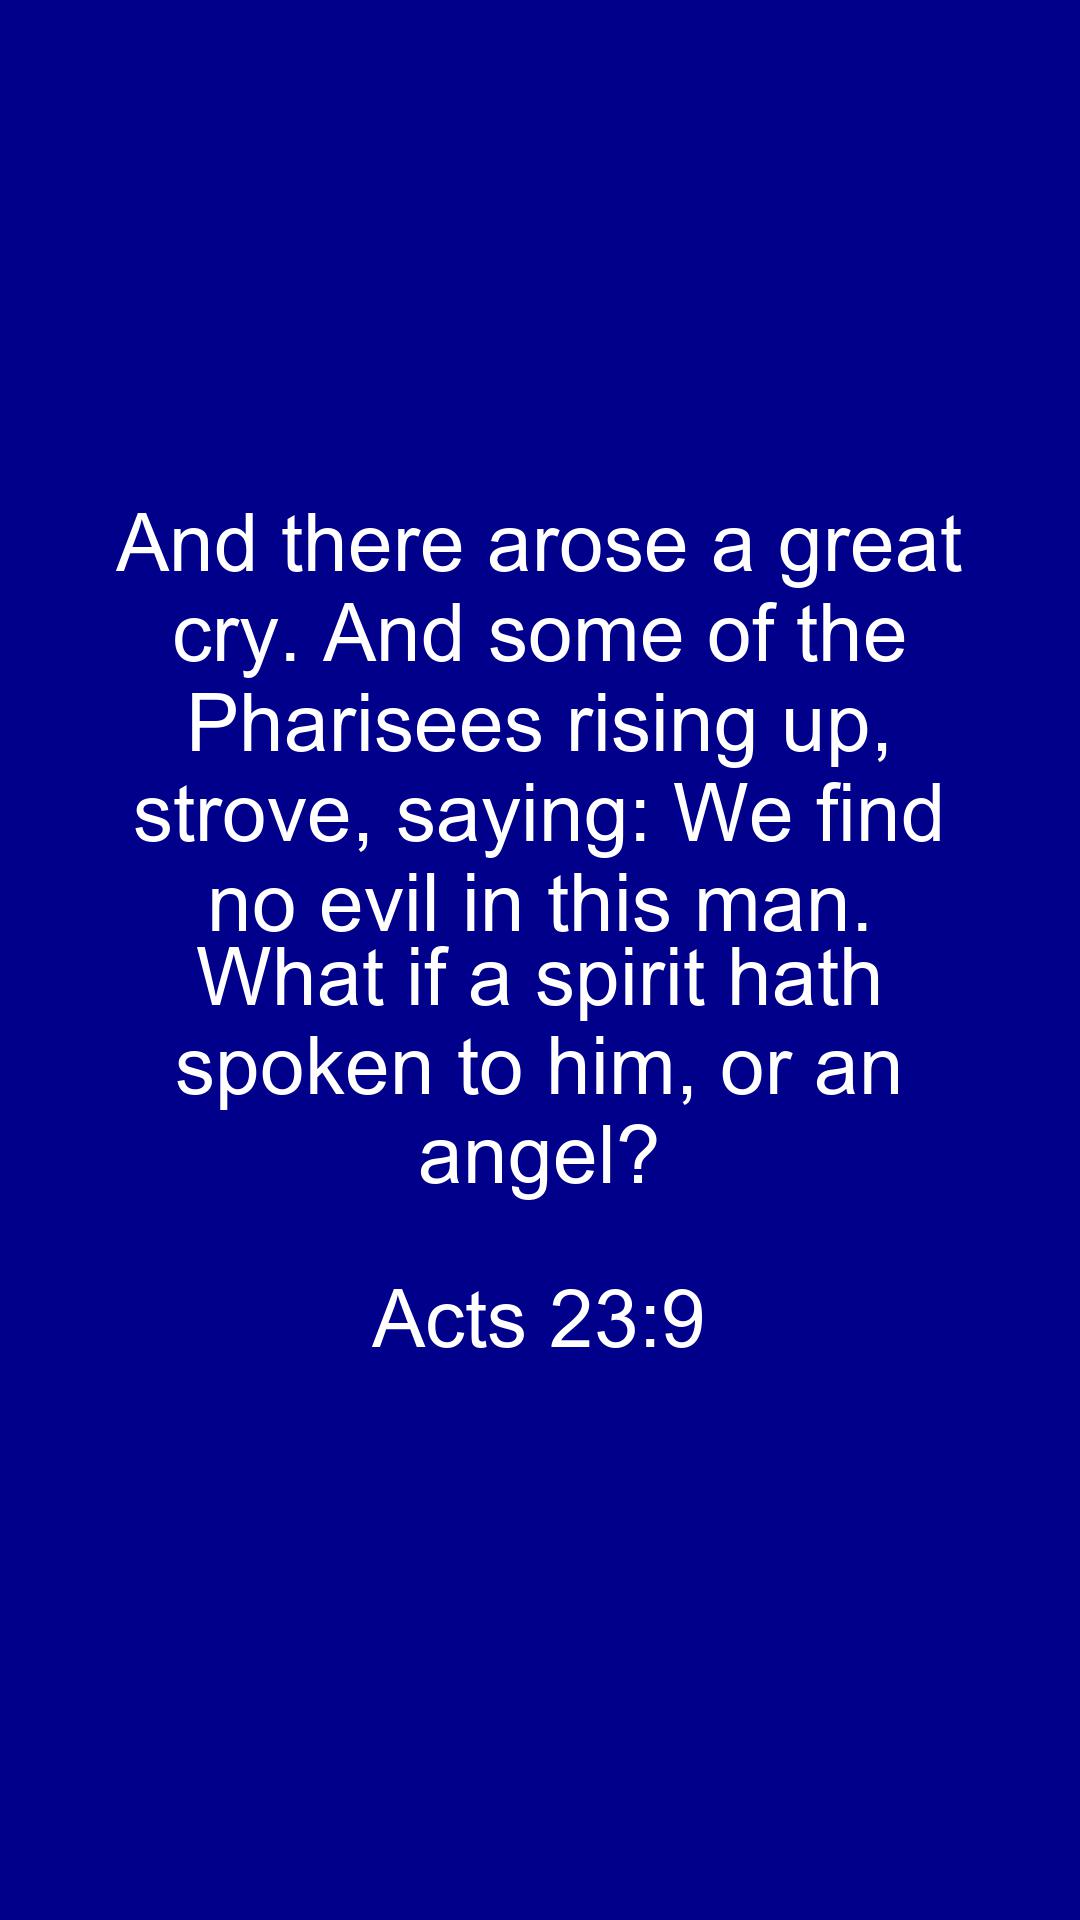 And there arose a great
cry. And some of the
Pharisees rising up,
strove, saying: We find
no evil in this man.
What if a spirit hath
spoken to him, or an
angel?
Acts 23:9